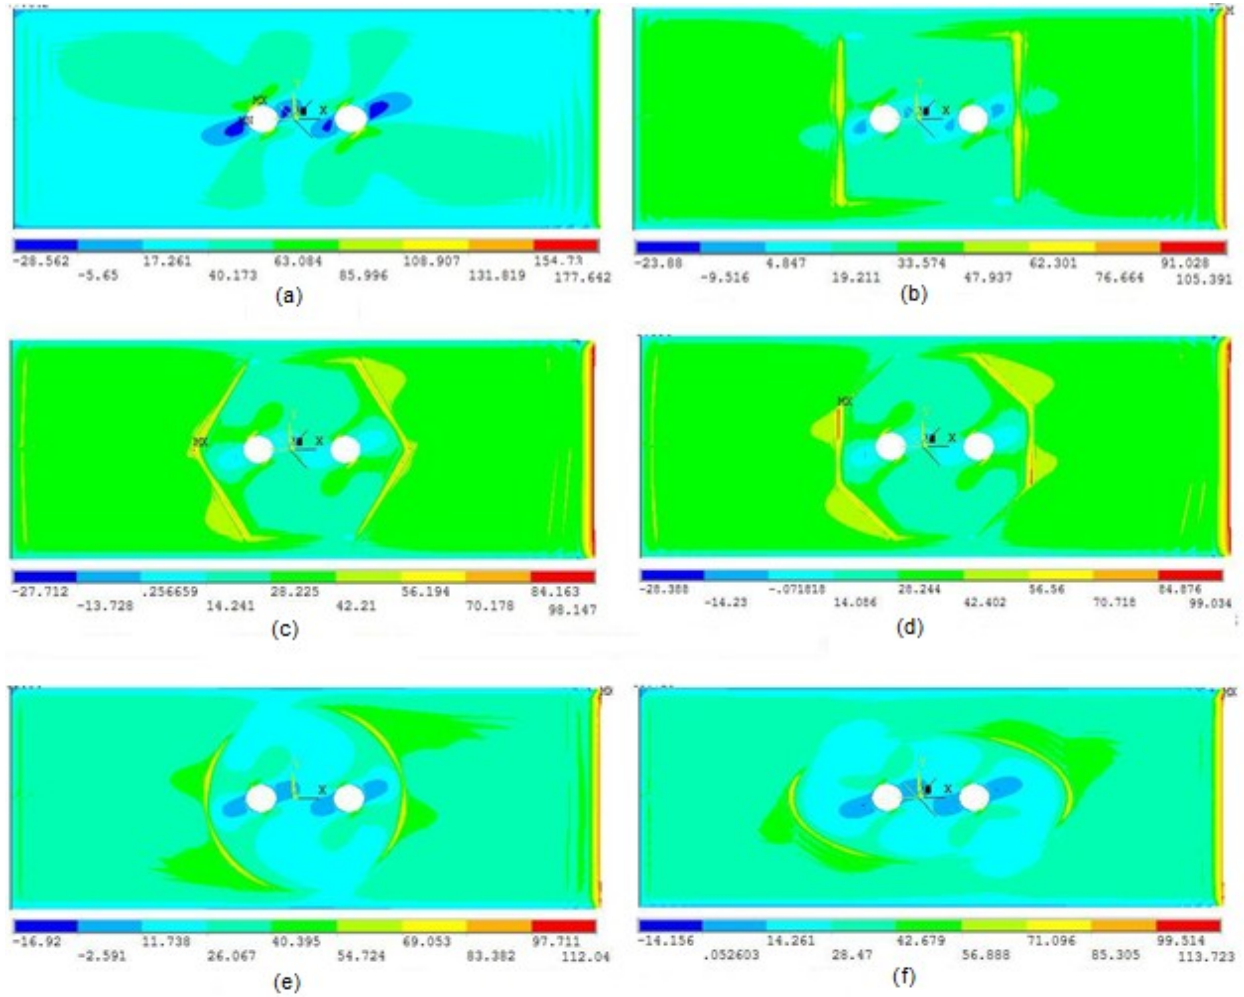 MX
MN
Y
X
-28.562 17.261 63.084 108.907 154.73
-5.65 40.173 85.996 131.819 177.642
(a)
X
-23.88 4.847 33.574 62.301 91.028
-9.516 19.211 47.937 76.664 105.391
(b)
MX
Y
X
-27.712 .256659 28.225 56.194 84.163
-13.728 14.241 42.21 70.178 98.147
(c)
MX
Y
X
-28.388 -.071818 28.244 56.56 84.876
-14.23 14.086 42.402 70.718 99.034
(d)
MX
X
-16.92 11.738 40.395 69.053 97.711
-2.591 26.067 54.724 83.382 112.04
(e)
MX
Y
X
-14.156 14.261 42.679 71.096 99.514
.052603 28.47 56.888 85.305 113.723
(f)